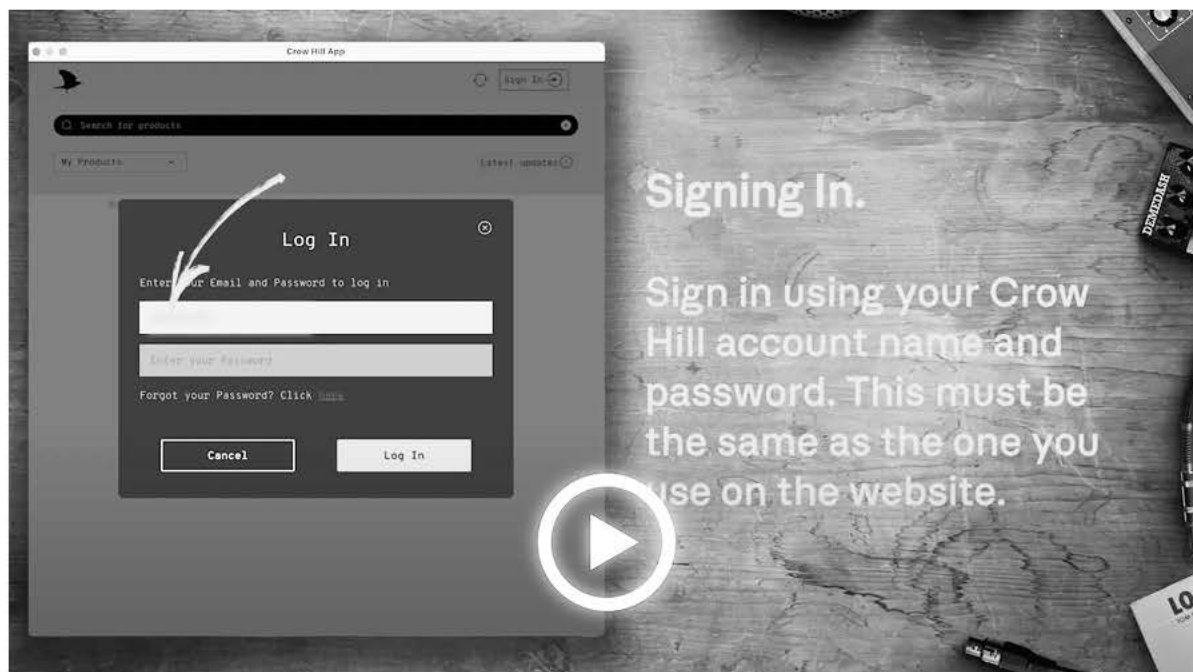 Crow Hill App
Sign In
Search for products
My Products
Latest updates
Log In
Enter your Email and Password to log in
Enter your Password
Forgot your Password? Click here
Cancel
Log In
Signing In.
Sign in using your Crow
Hill account name and
password. This must be
the same as the one you
use on the website.
DEMEDASH
LO